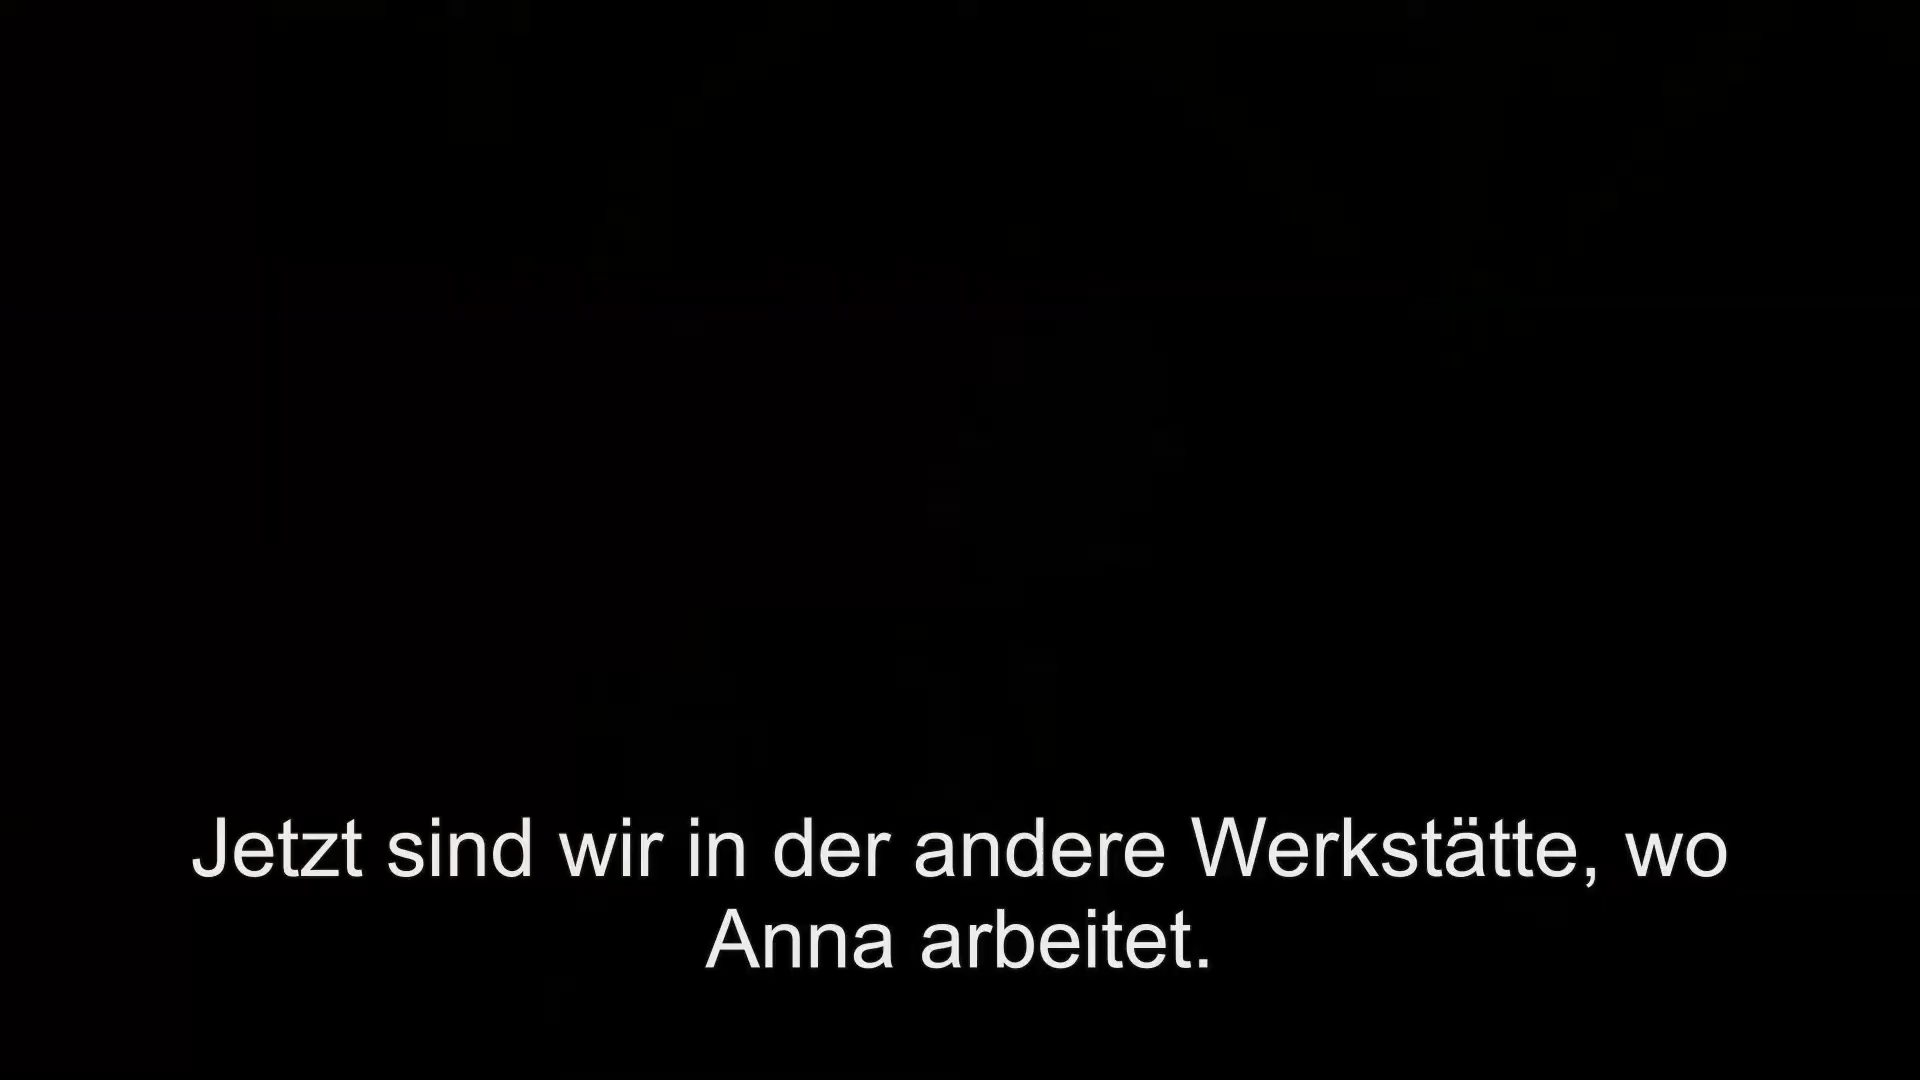 Jetzt sind wir in der andere Werkstätte, wo
Anna arbeitet.